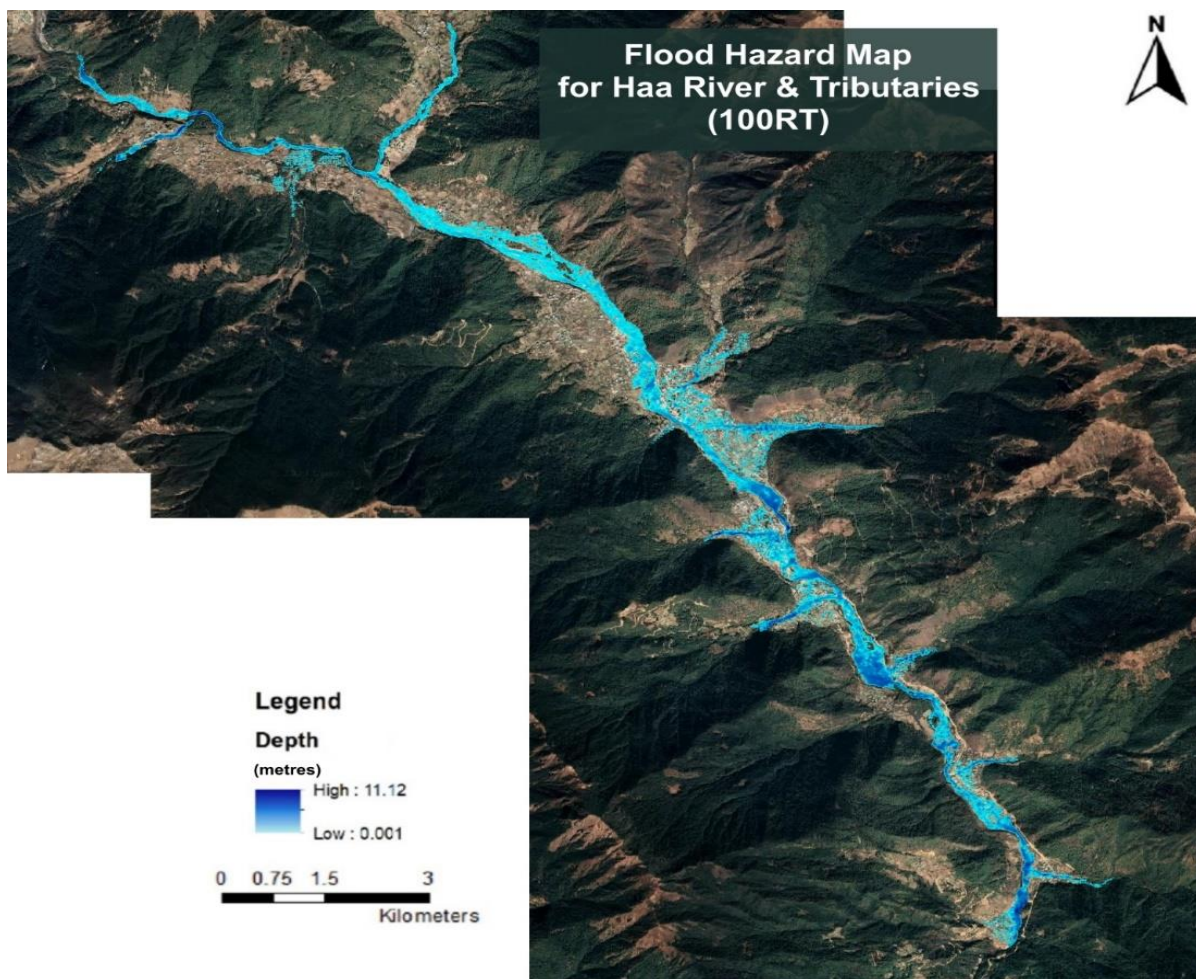 Flood Hazard Map
for Haa River & Tributaries
(100RT)
N
Legend
Depth
(metres)
High : 11.12
Low : 0.001
0 0.75 1.5 3
Kilometers